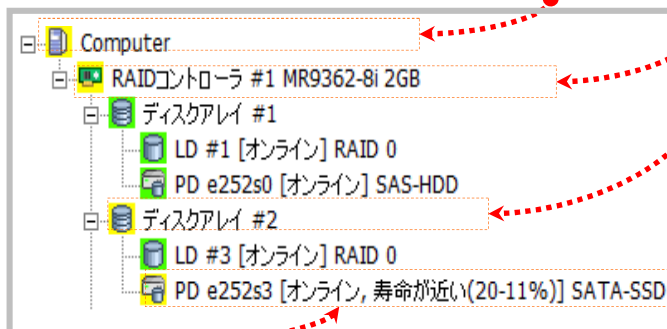 Computer
RAIDコントローラ #1 MR9362-8i 2GB
ディスクアレイ #1
LD #1 [オンライン] RAID 0
PD e252s0 [オンライン] SAS-HDD
ディスクアレイ #2
LD #3 [オンライン] RAID 0
PD e252s3 [オンライン, 寿命が近い(20-11%)] SATA-SSD